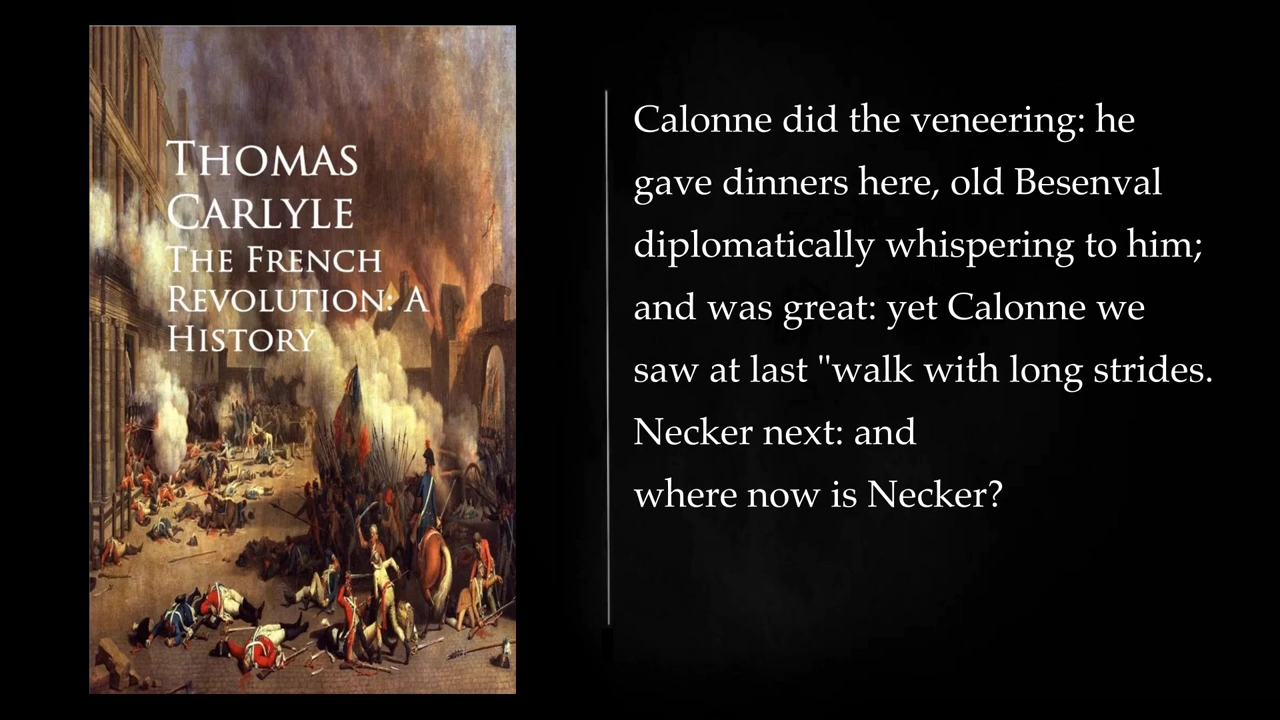 THOMAS
CARLYLE
THE FRENCH
REVOLUTION: A
HISTORY
Calonne did the veneering: he
gave dinners here, old Besenval
diplomatically whispering to him;
and was great: yet Calonne we
saw at last "walk with long strides.
Necker next: and
where now is Necker?